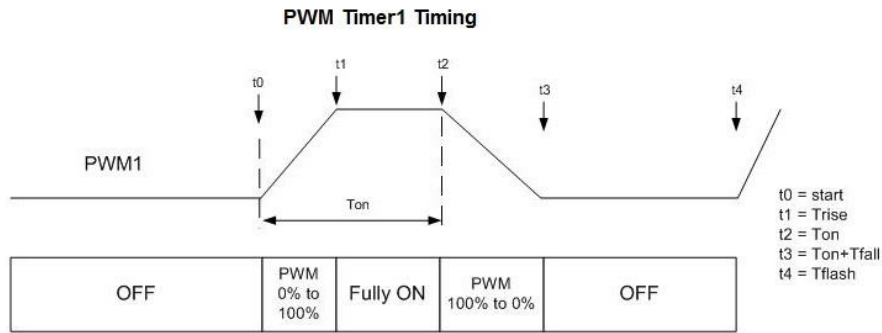 PWM Timer1 Timing
t0
t1
t2
t3
t4
PWM1
Ton
t0 = start
t1 = Trise
t2 = Ton
t3 = Ton+Tfall
t4 = Tflash
OFF
PWM
0% to
100%
Fully ON
PWM
100% to 0%
OFF